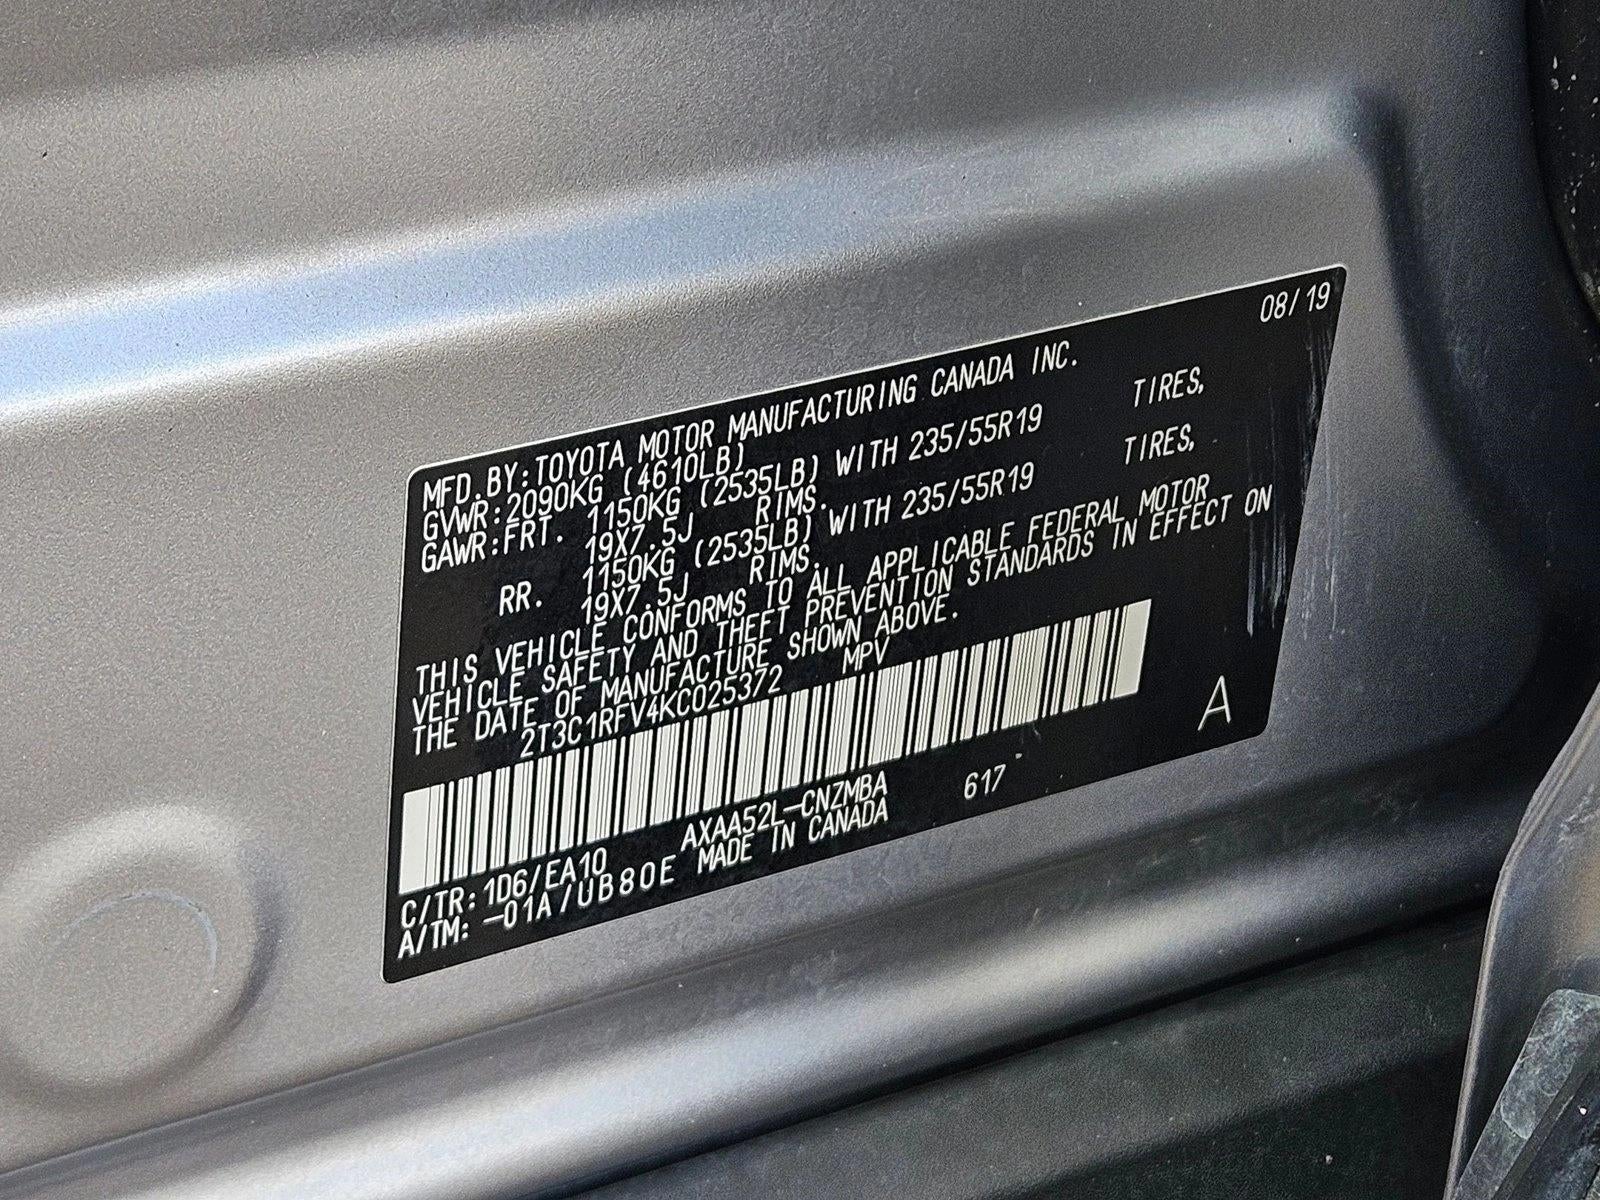 08/19
MFD. BY: TOYOTA MOTOR MANUFACTURING CANADA INC.
GVWR: 2090KG (4610LB)
GAWR: FRT. 1150KG (2535LB) WITH 235/55R19 TIRES,
19X7.5J RIMS.
RR. 1150KG (2535LB) WITH 235/55R19 TIRES,
19X7.5J RIMS.
THIS VEHICLE CONFORMS TO ALL APPLICABLE FEDERAL MOTOR
VEHICLE SAFETY AND THEFT PREVENTION STANDARDS IN EFFECT ON
THE DATE OF MANUFACTURE SHOWN ABOVE.
2T3C1RFV4KC025372 MPV
A
AXAA52L-CNZMBA 617
C/TR: 1D6/EA10 MADE IN CANADA
A/TM: -01A/UB80E